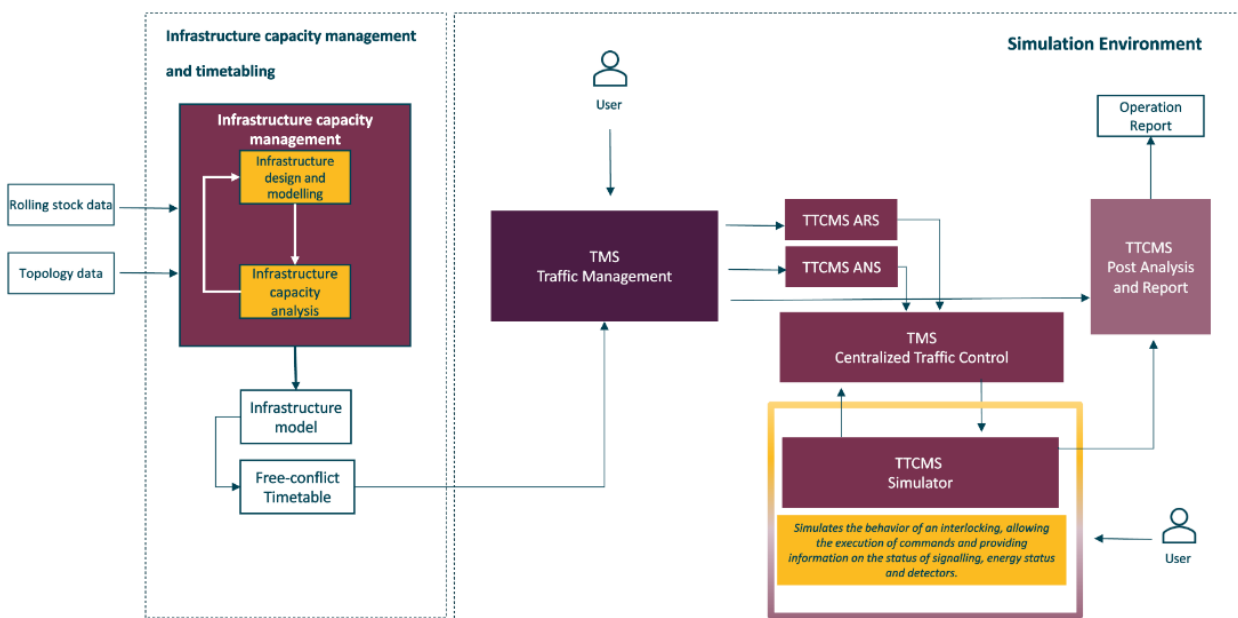 Infrastructure capacity management
and timetabling
Infrastructure capacity
management
Infrastructure
design and
modelling
Infrastructure
capacity
analysis
Rolling stock data
Topology data
Infrastructure
model
Free-conflict
Timetable
Simulation Environment
User
TMS
Traffic Management
TTCMS ARS
TTCMS ANS
TMS
Centralized Traffic Control
TTCMS
Simulator
Simulates the behavior of an interlocking, allowing
the execution of commands and providing
information on the status of signalling, energy status
and detectors.
User
Operation
Report
TTCMS
Post Analysis
and Report